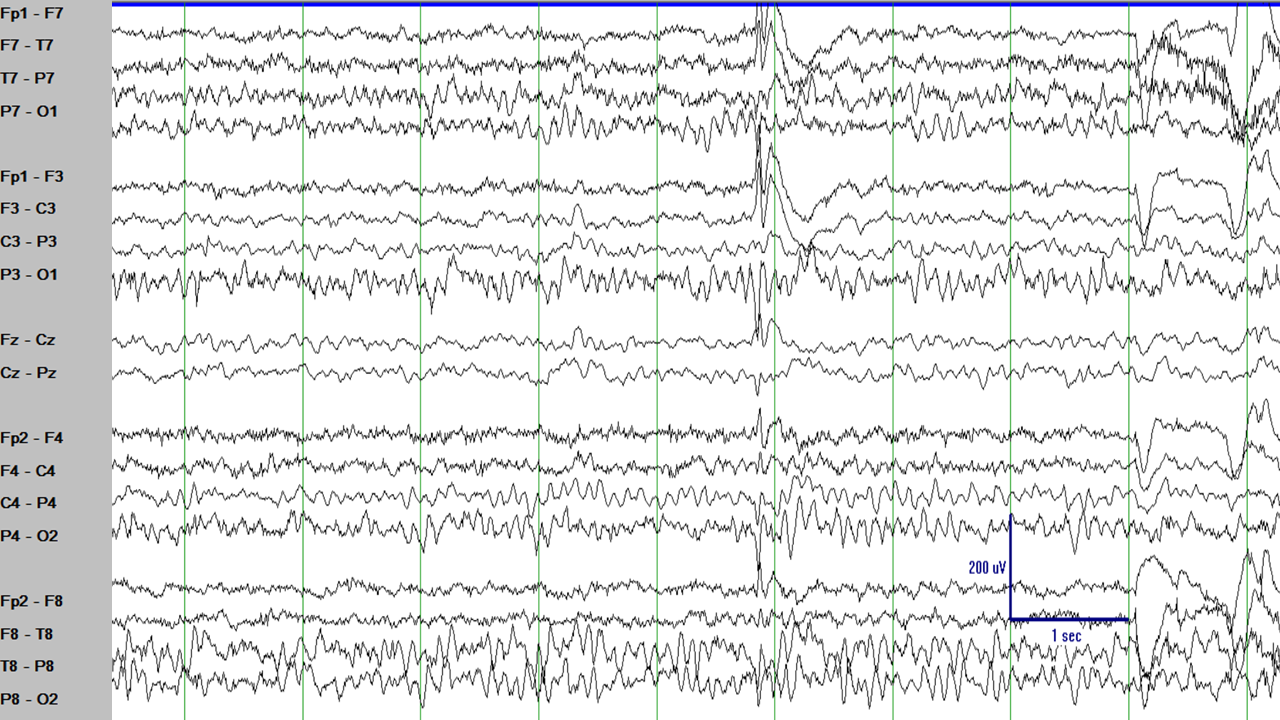 Fp1 - F7
F7 - T7
T7 - P7
P7 - O1
Fp1 - F3
F3 - C3
C3 - P3
P3 - O1
Fz - Cz
Cz - Pz
Fp2 - F4
F4 - C4
C4 - P4
P4 - O2
200 uV
Fp2 - F8
F8 - T8
1 sec
T8 - P8
P8 - O2